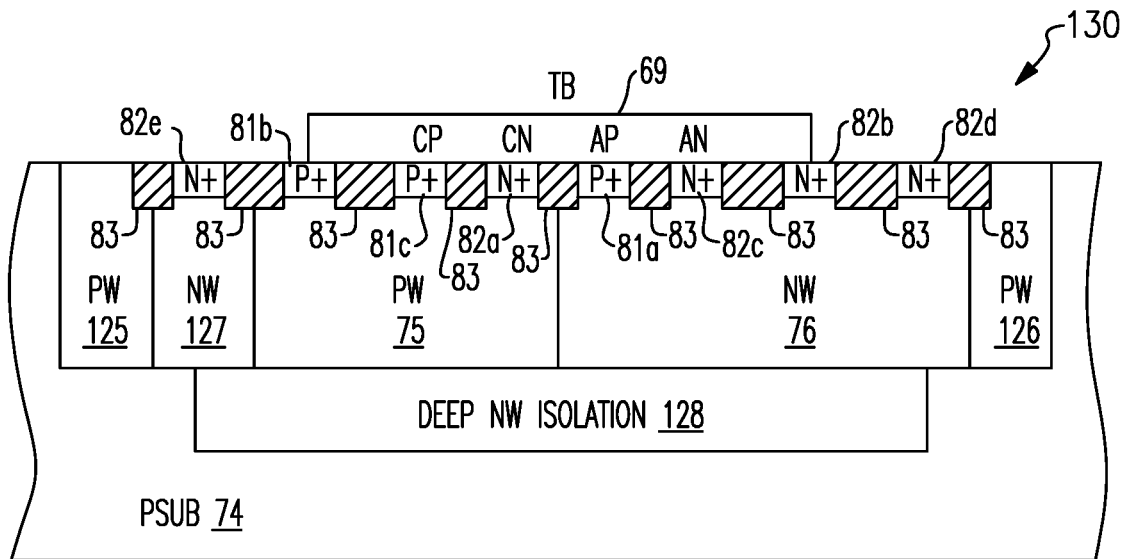 130
TB 69
82e 81b CP CN AP AN 82b 82d
N+ P+ P+ N+ P+ N+ N+ N+
83 83 83 81c 82a 83 81a 83 82c 83 83 83
83
PW NW PW NW PW
125 127 75 76 126
DEEP NW ISOLATION 128
PSUB 74